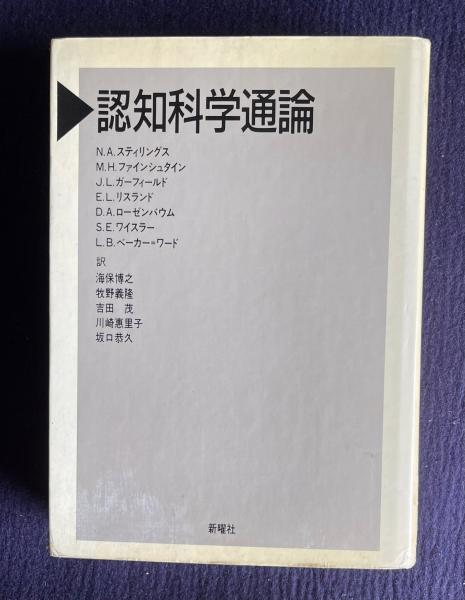 認知科学通論
N.A.スティリングス
M.H.ファインシュタイン
J.L.ガーフィールド
E.L.リスランド
D.A.ローゼンバウム
S.E.ワイスラー
L.B.ベーカー=ワード
訳
海保博之
牧野義隆
吉田 茂
川崎惠里子
坂口恭久
新曜社